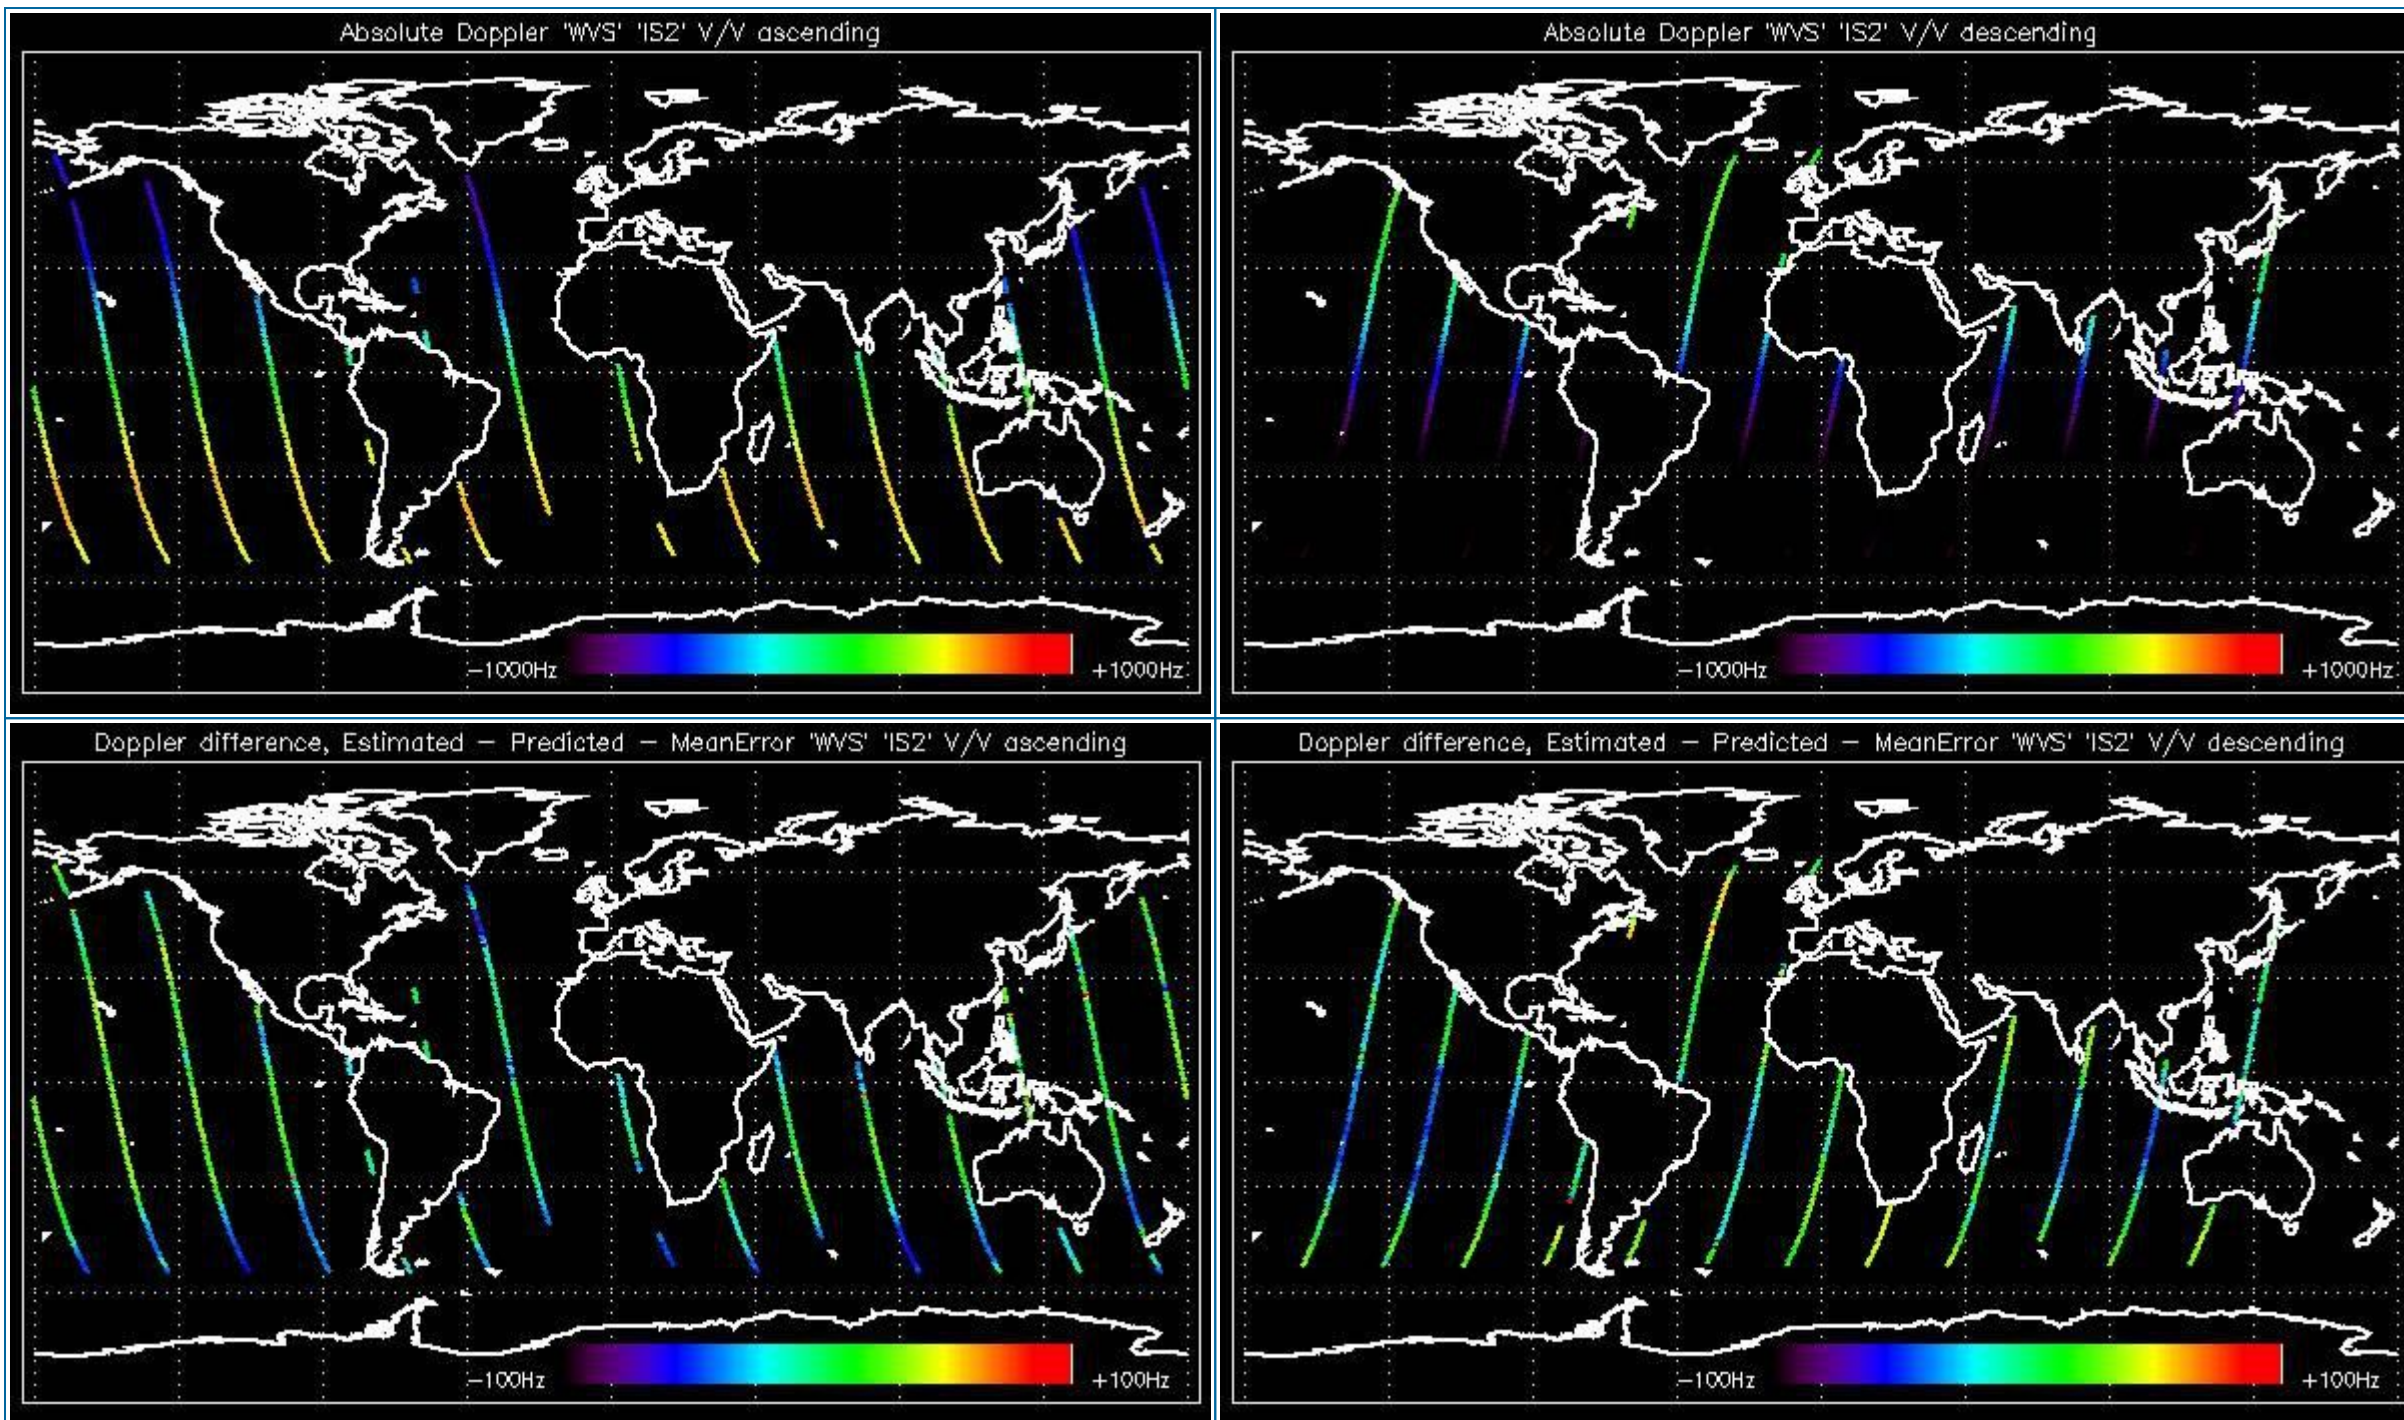 Absolute Doppler 'WVS' 'IS2' V/V ascending
-1000Hz
+1000Hz
Absolute Doppler 'WVS' 'IS2' V/V descending
-1000Hz
+1000Hz
Doppler difference, Estimated - Predicted - MeanError 'WVS' 'IS2' V/V ascending
-100Hz
+100Hz
Doppler difference, Estimated - Predicted - MeanError 'WVS' 'IS2' V/V descending
-100Hz
+100Hz